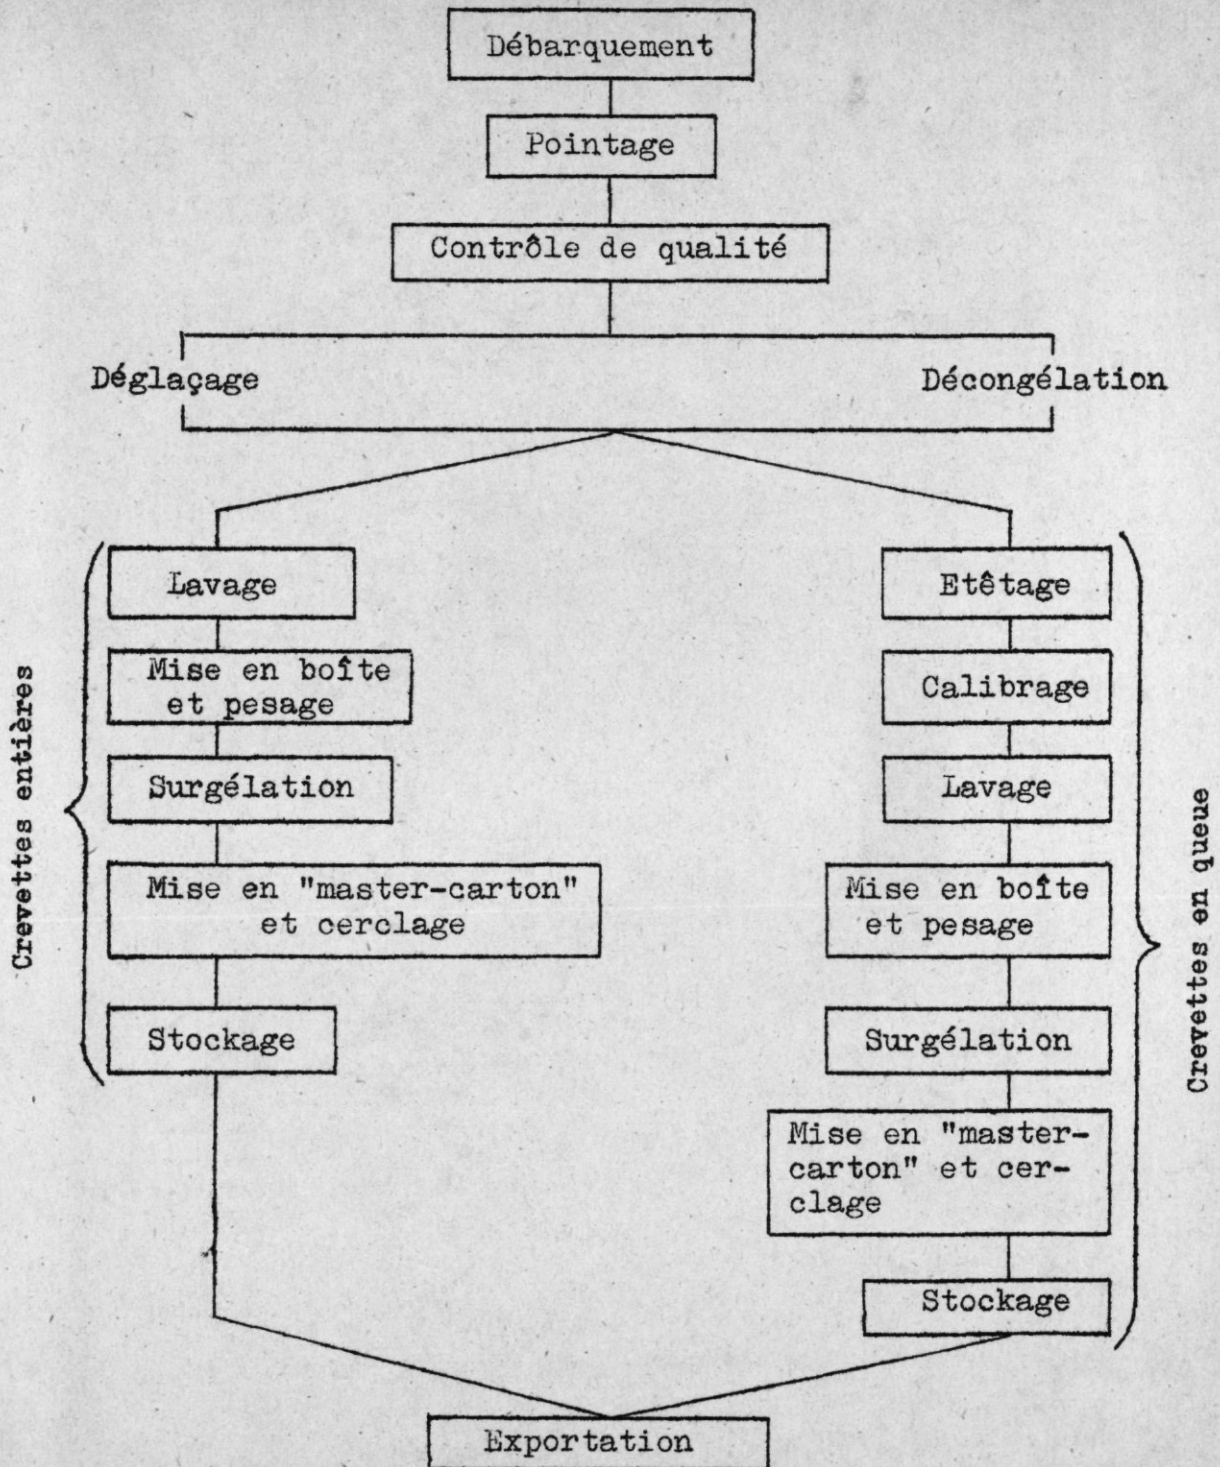 Débarquement
Pointage
Contrôle de qualité
Déglaçage
Décongélation
Crevettes entières
Lavage
Mise en boîte
et pesage
Surgélation
Mise en "master-carton"
et cerclage
Stockage
Etêtage
Calibrage
Lavage
Mise en boîte
et pesage
Surgélation
Mise en "master-
carton" et cer-
clage
Stockage
Crevettes en queue
Exportation